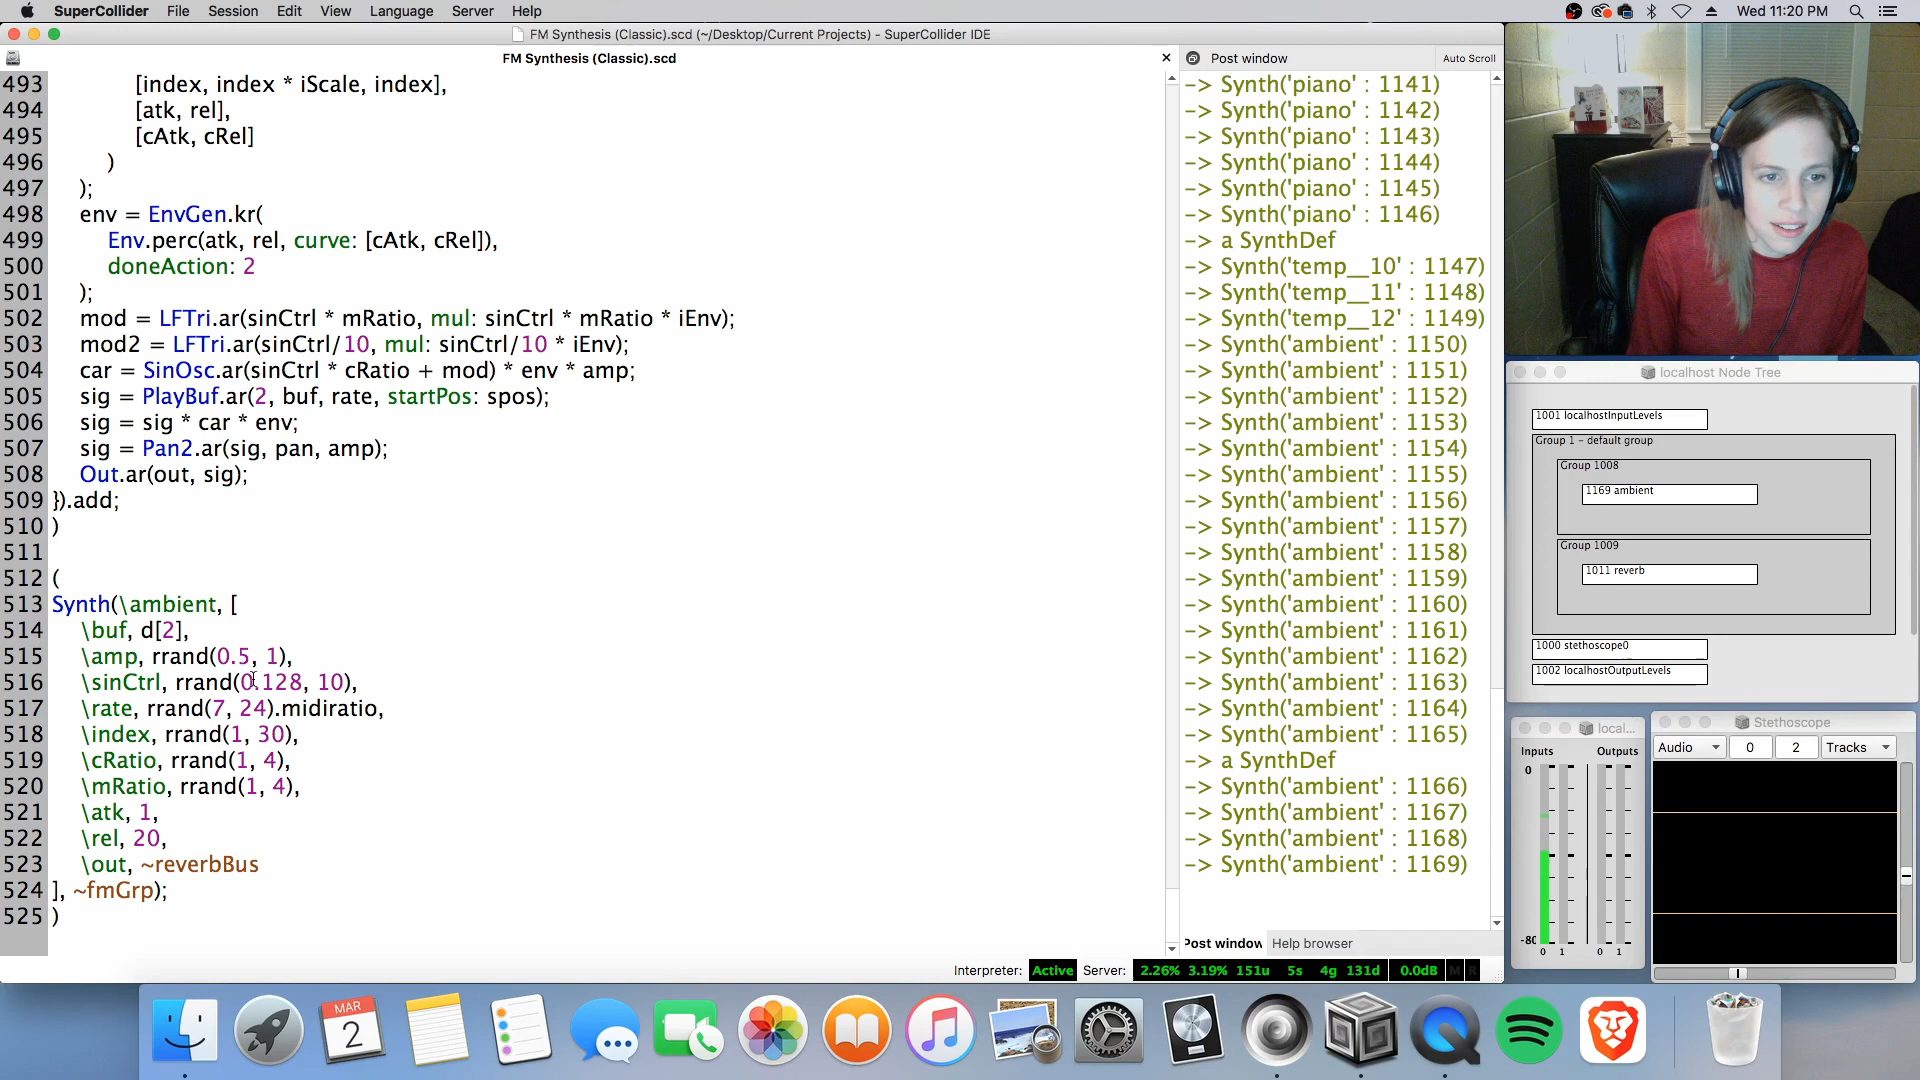 SuperCollider File Session Edit View Language Server Help Wed 11:20 PM
FM Synthesis (Classic).scd (~/Desktop/Current Projects) - SuperCollider IDE
FM Synthesis (Classic).scd
493 [index, index * iScale, index],
494 [atk, rel],
495 [cAtk, cRel]
496 )
497 );
498 env = EnvGen.kr(
499 Env.perc(atk, rel, curve: [cAtk, cRel]),
500 doneAction: 2
501 );
502 mod = LFTri.ar(sinCtrl * mRatio, mul: sinCtrl * mRatio * iEnv);
503 mod2 = LFTri.ar(sinCtrl/10, mul: sinCtrl/10 * iEnv);
504 car = SinOsc.ar(sinCtrl * cRatio + mod) * env * amp;
505 sig = PlayBuf.ar(2, buf, rate, startPos: spos);
506 sig = sig * car * env;
507 sig = Pan2.ar(sig, pan, amp);
508 Out.ar(out, sig);
509 }).add;
510 )
511
512 (
513 Synth(\ambient, [
514 \buf, d[2],
515 \amp, rrand(0.5, 1),
516 \sinCtrl, rrand(0.128, 10),
517 \rate, rrand(7, 24).midiratio,
518 \index, rrand(1, 30),
519 \cRatio, rrand(1, 4),
520 \mRatio, rrand(1, 4),
521 \atk, 1,
522 \rel, 20,
523 \out, ~reverbBus
524 ], ~fmGrp);
525 )
Post window Auto Scroll
-> Synth('piano' : 1141)
-> Synth('piano' : 1142)
-> Synth('piano' : 1143)
-> Synth('piano' : 1144)
-> Synth('piano' : 1145)
-> Synth('piano' : 1146)
-> a SynthDef
-> Synth('temp__10' : 1147)
-> Synth('temp__11' : 1148)
-> Synth('temp__12' : 1149)
-> Synth('ambient' : 1150)
-> Synth('ambient' : 1151)
-> Synth('ambient' : 1152)
-> Synth('ambient' : 1153)
-> Synth('ambient' : 1154)
-> Synth('ambient' : 1155)
-> Synth('ambient' : 1156)
-> Synth('ambient' : 1157)
-> Synth('ambient' : 1158)
-> Synth('ambient' : 1159)
-> Synth('ambient' : 1160)
-> Synth('ambient' : 1161)
-> Synth('ambient' : 1162)
-> Synth('ambient' : 1163)
-> Synth('ambient' : 1164)
-> Synth('ambient' : 1165)
-> a SynthDef
-> Synth('ambient' : 1166)
-> Synth('ambient' : 1167)
-> Synth('ambient' : 1168)
-> Synth('ambient' : 1169)
Post window Help browser
Interpreter: Active Server: 2.26% 3.19% 151u 5s 4g 131d 0.0dB M R
localhost Node Tree
1001 localhostInputLevels
Group 1 - default group
Group 1008
1169 ambient
Group 1009
1011 reverb
1000 stethoscope0
1002 localhostOutputLevels
local...
Inputs Outputs
0
-80
0 1 0 1
Stethoscope
Audio 0 2 Tracks
MAR
2